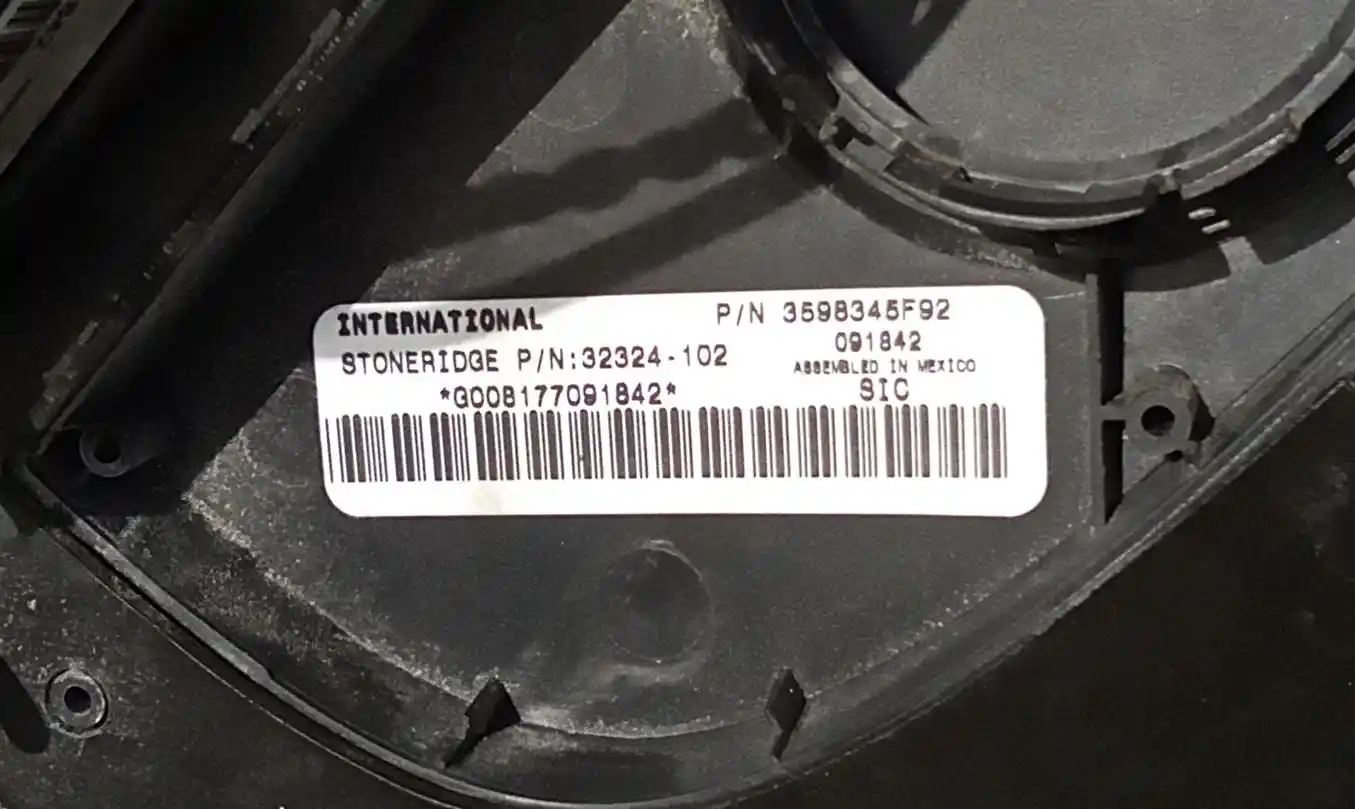 INTERNATIONAL P/N 3598345F92
091842
STONERIDGE P/N:32324-102
ASSEMBLED IN MEXICO
*G008177091842* SIC